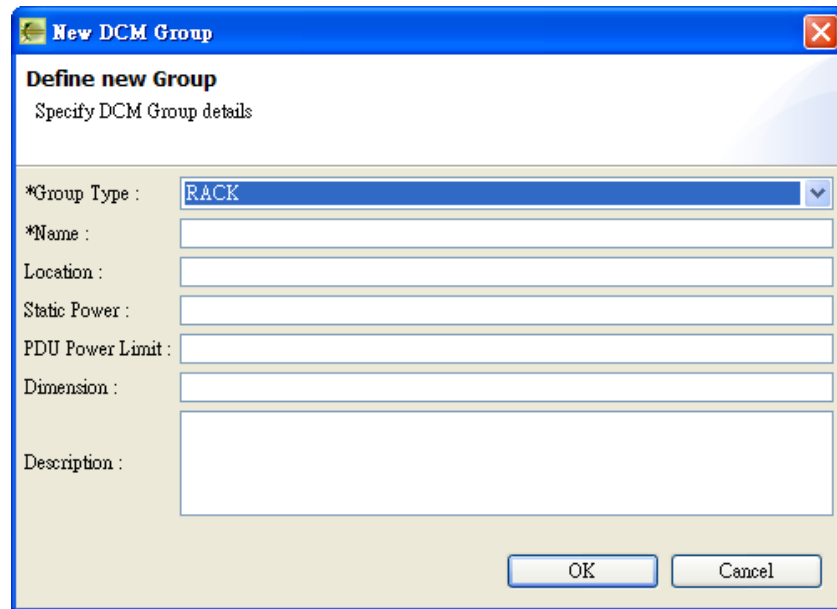 New DCM Group
Define new Group
Specify DCM Group details
*Group Type : RACK
*Name :
Location :
Static Power :
PDU Power Limit :
Dimension :
Description :
OK Cancel